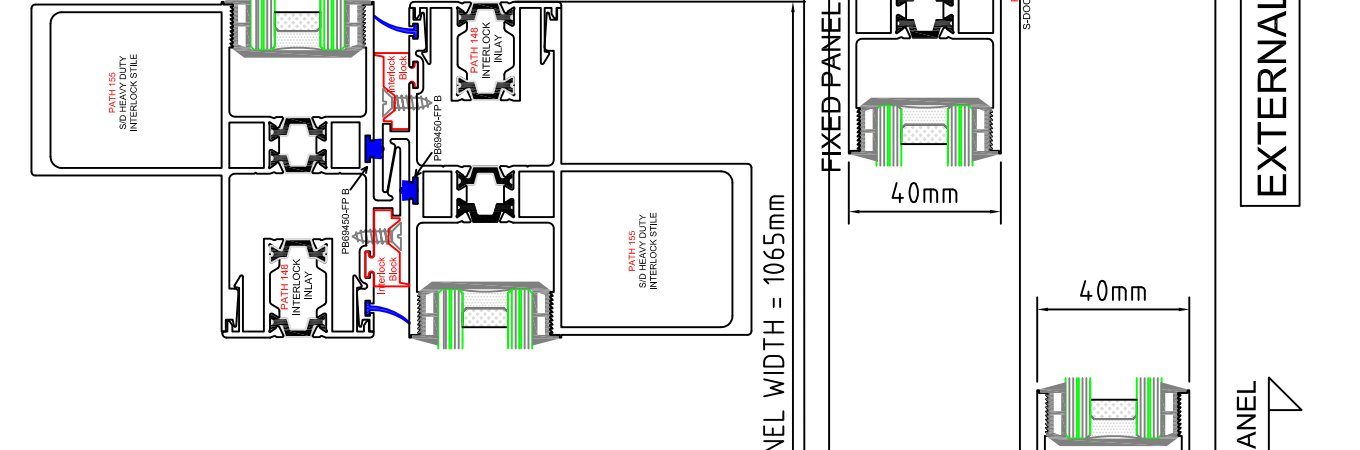 PATH 155
S/D HEAVY DUTY
INTERLOCK STILE
PATH 148
INTERLOCK
INLAY
Interlock
Block
PB69450-FP B
PB69450-FP B
PATH 148
INTERLOCK
INLAY
Interlock
Block
PATH 155
S/D HEAVY DUTY
INTERLOCK STILE
NEL WIDTH = 1065mm
FIXED PANEL
40mm
S-DOO
EXTERNAL
40mm
ANEL